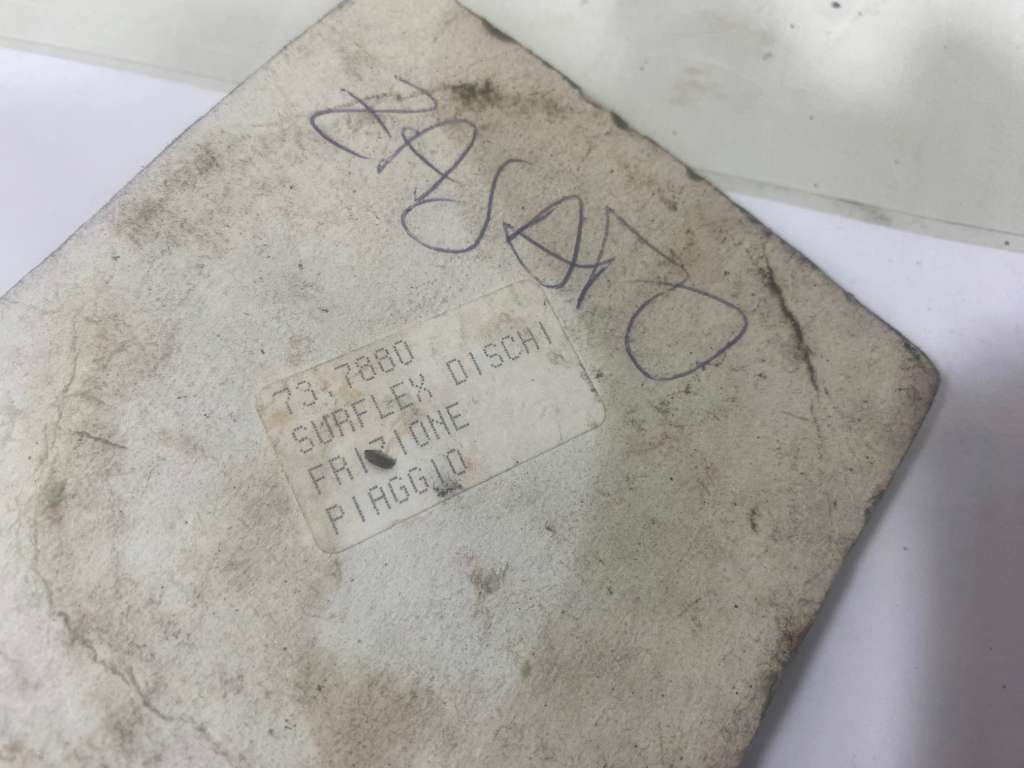 73.7880
SURFLEX DISCHI
FRIZIONE
PIAGGIO